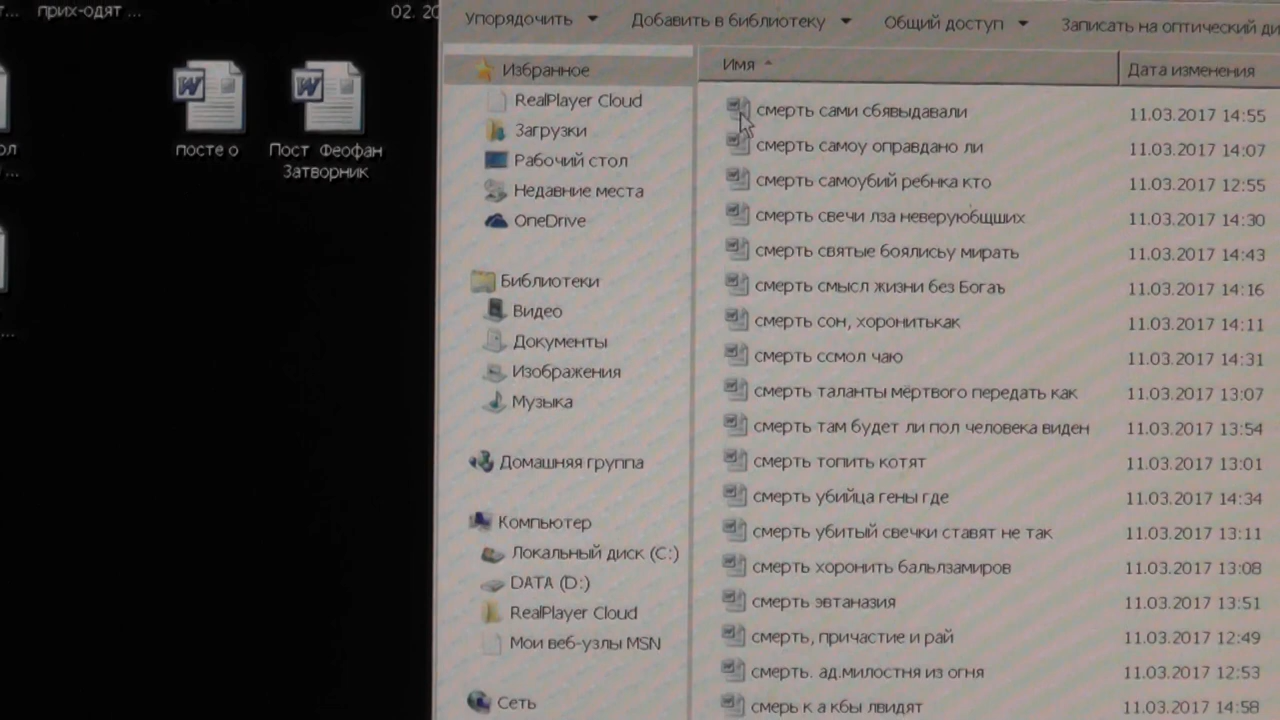 т... прих-одят ...
02. 20
посте о
Пост Феофан
Затворник
ол
...
...
Упорядочить
Добавить в библиотеку
Общий доступ
Записать на оптический ди
Избранное
RealPlayer Cloud
Загрузки
Рабочий стол
Недавние места
OneDrive
Библиотеки
Видео
Документы
Изображения
Музыка
Домашняя группа
Компьютер
Локальный диск (C:)
DATA (D:)
RealPlayer Cloud
Мои веб-узлы MSN
Сеть
Имя Дата изменения
смерть сами сбявыдавали 11.03.2017 14:55
смерть самоу оправдано ли 11.03.2017 14:07
смерть самоубий ребнка кто 11.03.2017 12:55
смерть свечи лза неверуюбщших 11.03.2017 14:30
смерть святые боялисьу мирать 11.03.2017 14:43
смерть смысл жизни без Богаъ 11.03.2017 14:16
смерть сон, хоронитькак 11.03.2017 14:11
смерть ссмол чаю 11.03.2017 14:31
смерть таланты мёртвого передать как 11.03.2017 13:07
смерть там будет ли пол человека виден 11.03.2017 13:54
смерть топить котят 11.03.2017 13:01
смерть убийца гены где 11.03.2017 14:34
смерть убитый свечки ставят не так 11.03.2017 13:11
смерть хоронить бальлзамиров 11.03.2017 13:08
смерть эвтаназия 11.03.2017 13:51
смерть, причастие и рай 11.03.2017 12:49
смерть. ад.милостня из огня 11.03.2017 12:53
смерь к а кбы лвидят 11.03.2017 14:58